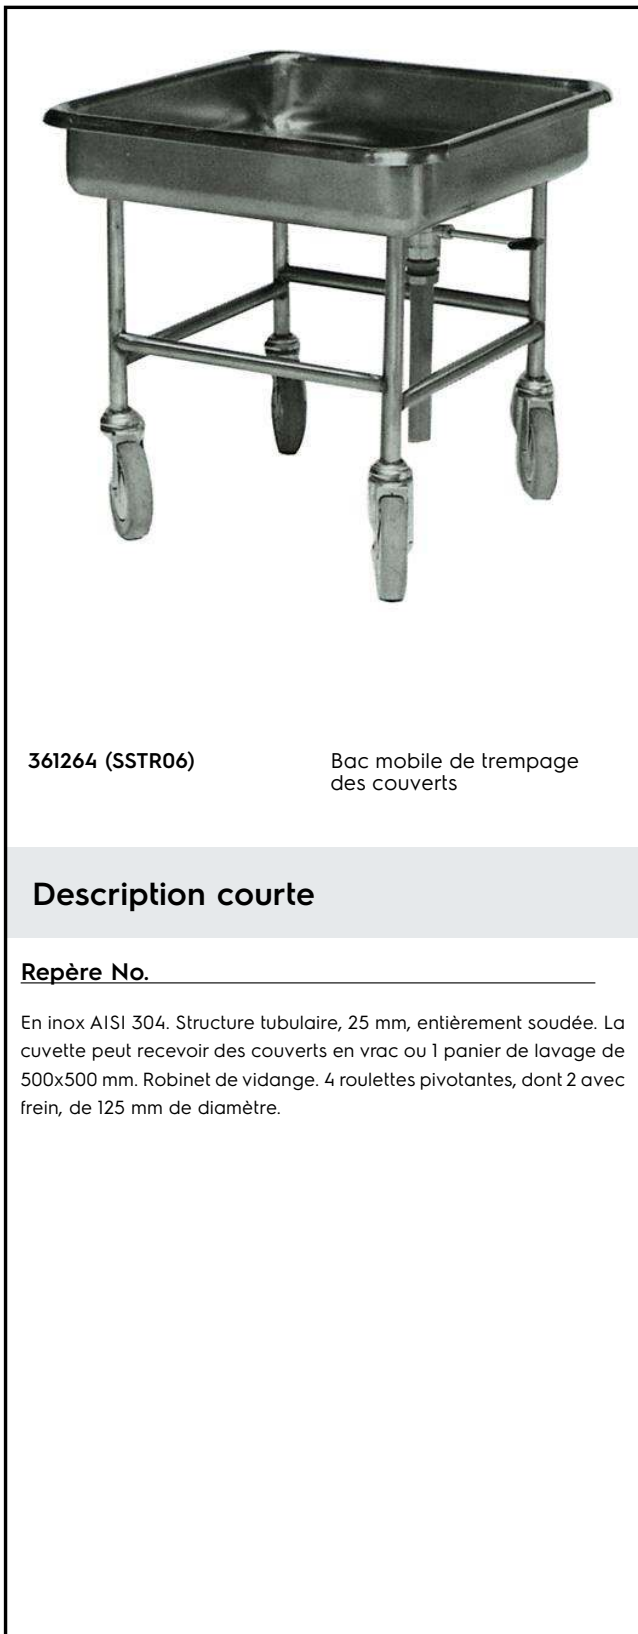 361264 (SSTR06)
Bac mobile de trempage
des couverts
Description courte
Repère No.
En inox AISI 304. Structure tubulaire, 25 mm, entièrement soudée. La
cuvette peut recevoir des couverts en vrac ou 1 panier de lavage de
500x500 mm. Robinet de vidange. 4 roulettes pivotantes, dont 2 avec
frein, de 125 mm de diamètre.